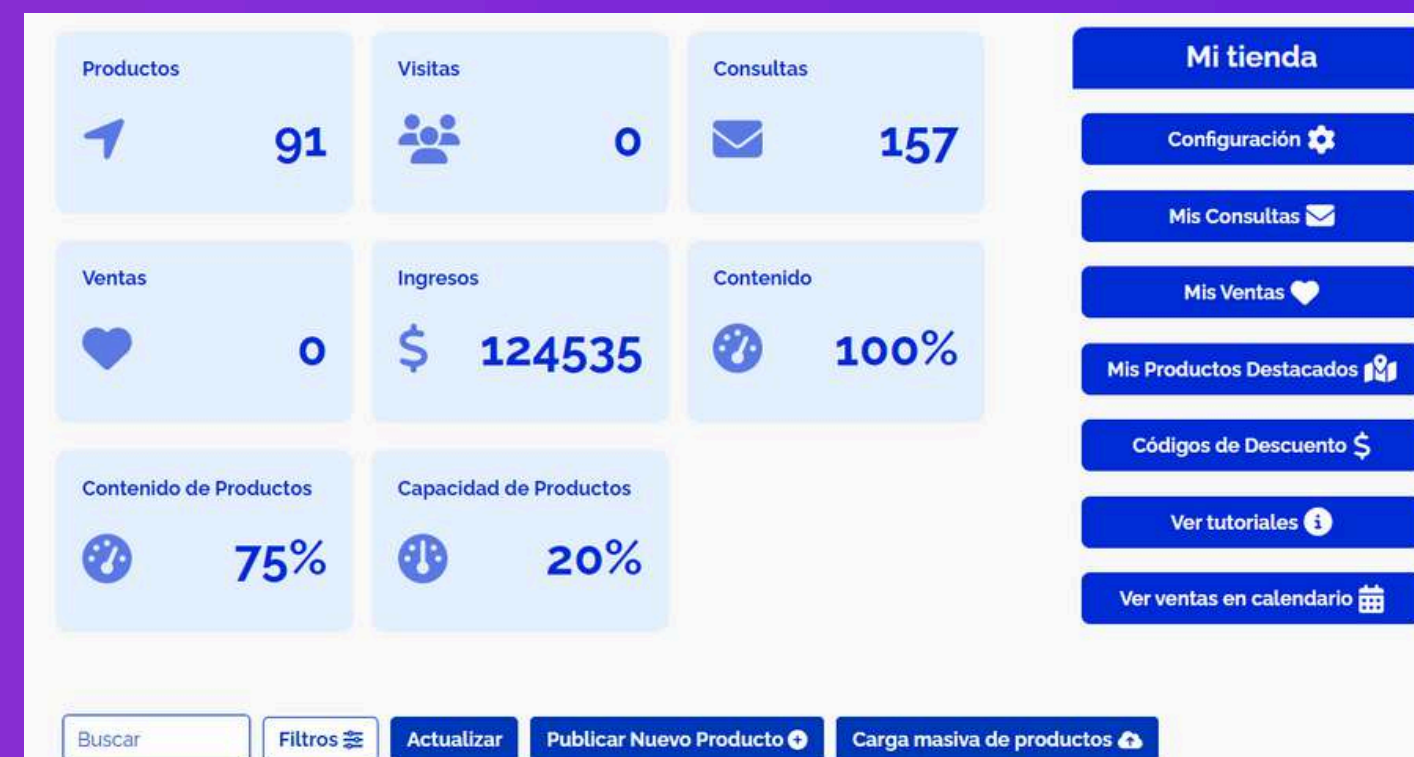 Productos
91
Visitas
0
Consultas
157
Ventas
0
Ingresos
$ 124535
Contenido
100%
Contenido de Productos
75%
Capacidad de Productos
20%
Mi tienda
Configuración
Mis Consultas
Mis Ventas
Mis Productos Destacados
Códigos de Descuento $
Ver tutoriales
Ver ventas en calendario
Buscar
Filtros
Actualizar
Publicar Nuevo Producto
Carga masiva de productos